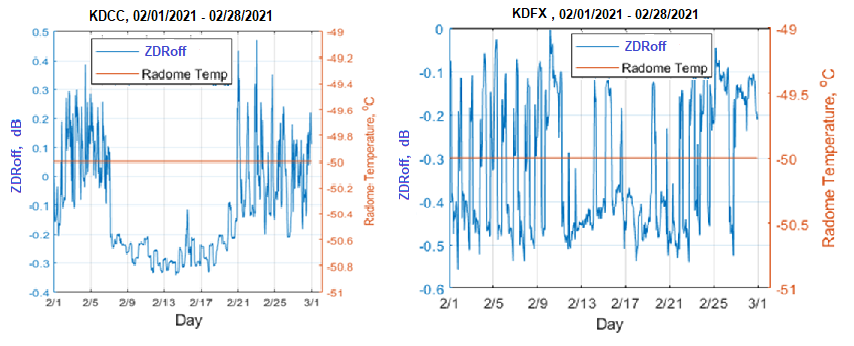 KDCC, 02/01/2021 - 02/28/2021
ZDRoff
Radome Temp
0.5
0.4
0.3
0.2
0.1
0
-0.1
-0.2
-0.3
-0.4
ZDRoff, dB
-49
-49.2
-49.4
-49.6
-49.8
-50
-50.2
-50.4
-50.6
-50.8
-51
Radome Temperature, °C
2/1 2/5 2/9 2/13 2/17 2/21 2/25 3/1
Day
KDFX , 02/01/2021 - 02/28/2021
ZDRoff
Radome Temp
0
-0.1
-0.2
-0.3
-0.4
-0.5
-0.6
ZDRoff, dB
-49
-49.5
-50
-50.5
-51
Radome Temperature, °C
2/1 2/5 2/9 2/13 2/17 2/21 2/25 3/1
Day